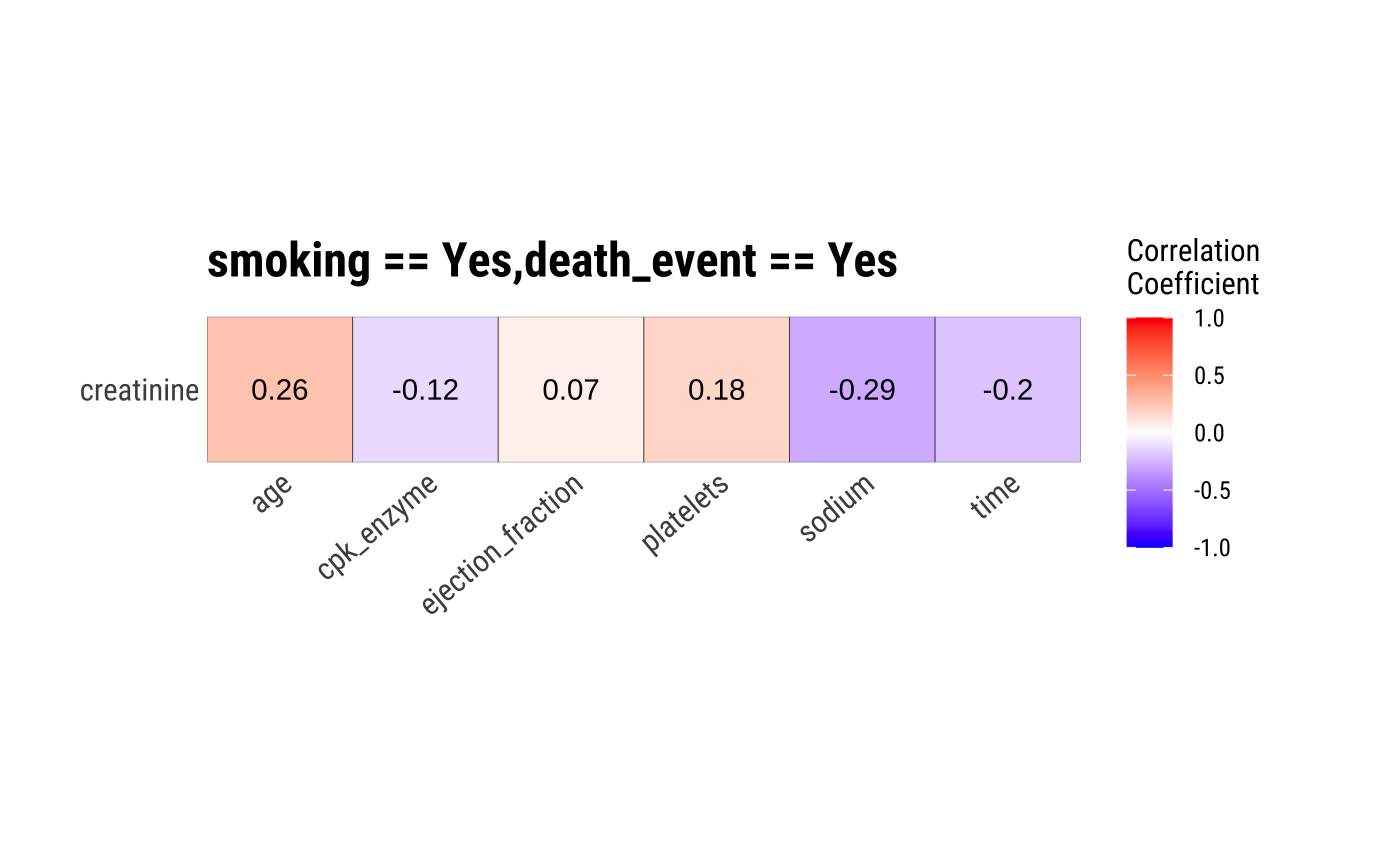 smoking == Yes,death_event == Yes
creatinine
0.26
-0.12
0.07
0.18
-0.29
-0.2
age
cpk_enzyme
ejection_fraction
platelets
sodium
time
Correlation
Coefficient
1.0
0.5
0.0
-0.5
-1.0